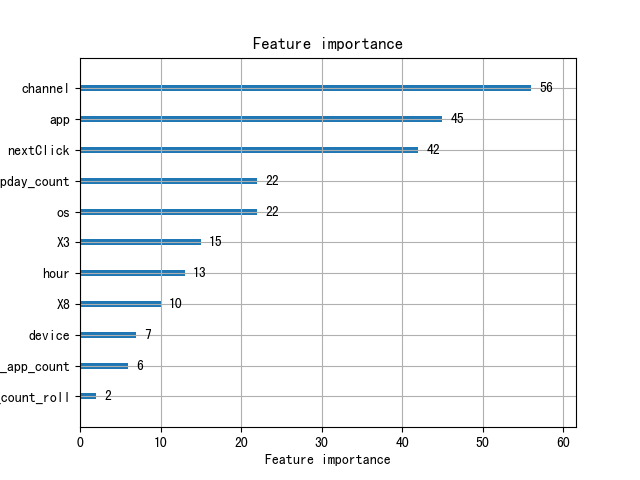 Feature importance
channel 56
app 45
nextClick 42
pday_count 22
os 22
X3 15
hour 13
X8 10
device 7
_app_count 6
_count_roll 2
0 10 20 30 40 50 60
Feature importance